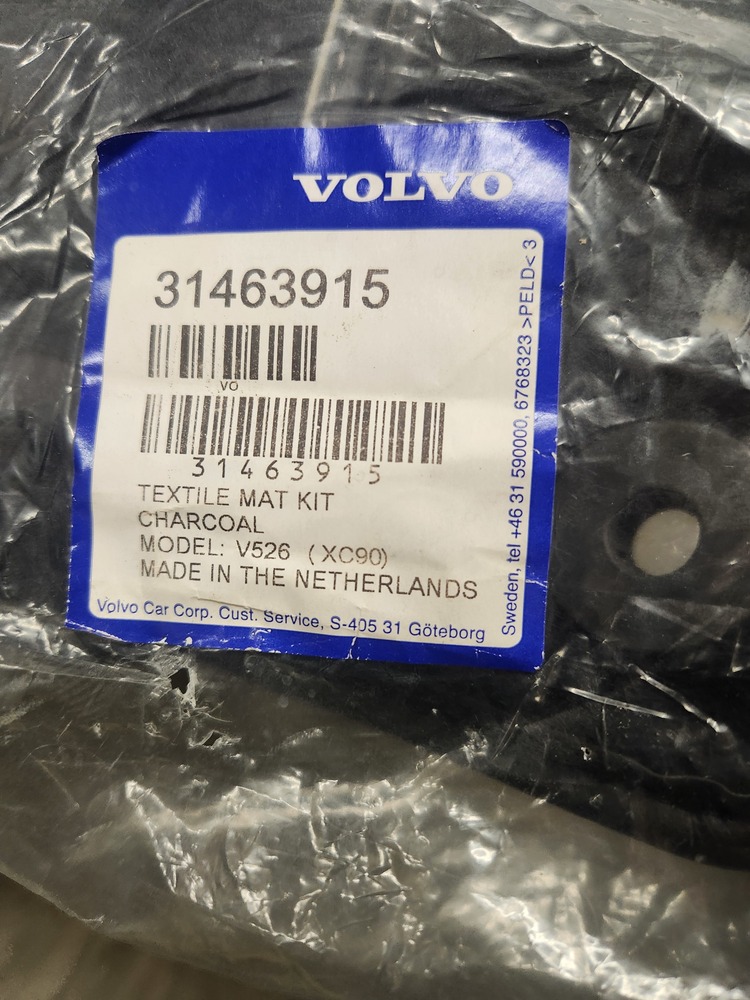 VOLVO
31463915
VO
31463915
TEXTILE MAT KIT
CHARCOAL
MODEL: V526 (XC90)
MADE IN THE NETHERLANDS
Volvo Car Corp. Cust. Service, S-405 31 Göteborg
Sweden, tel +46 31 590000, 6768323 >PELD< 3